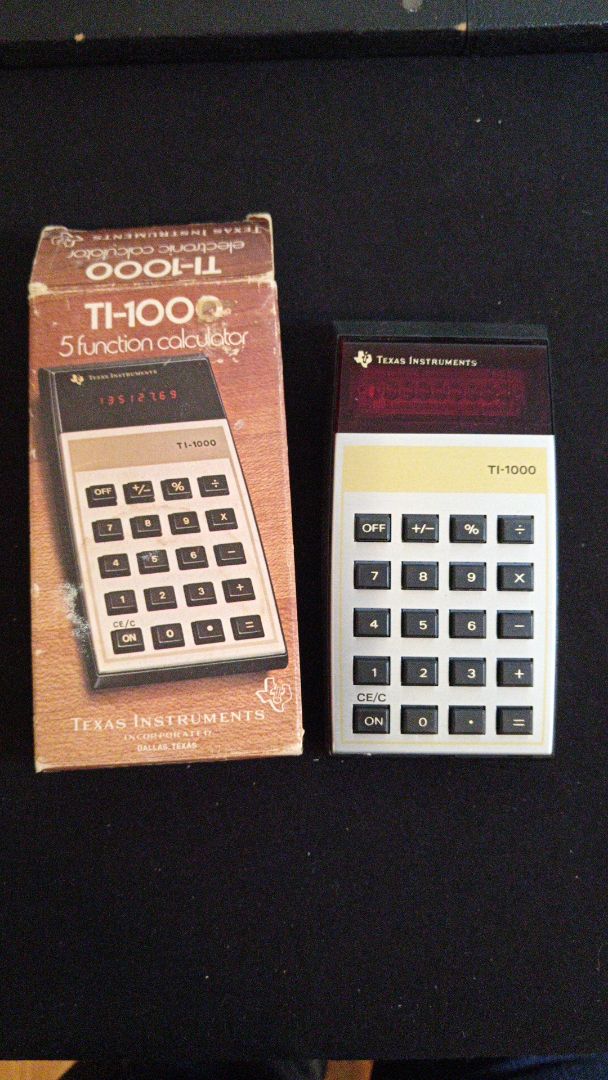 TEXAS INSTRUMENTS
electronic calculator
TI-1000
TI-1000
5 function calculator
TEXAS INSTRUMENTS
13512769
TI-1000
OFF +/− % ÷
7 8 9 X
4 5 6 −
1 2 3 +
CE/C
ON 0 • =
TEXAS INSTRUMENTS
INCORPORATED
DALLAS, TEXAS
TEXAS INSTRUMENTS
TI-1000
OFF +/− % ÷
7 8 9 X
4 5 6 −
1 2 3 +
CE/C
ON 0 • =